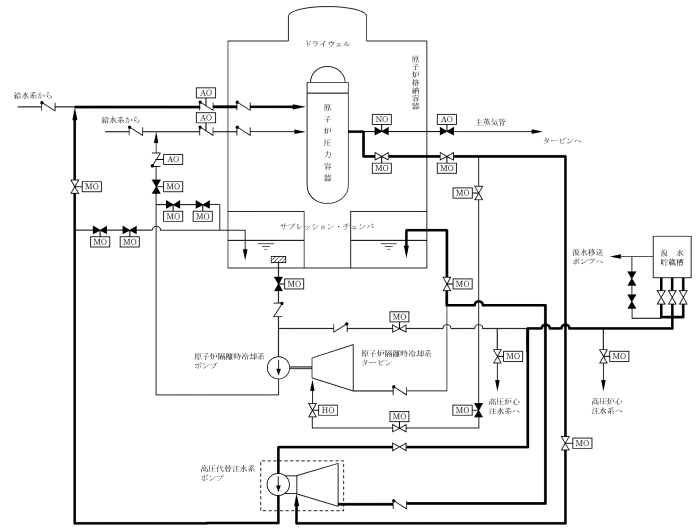 ドライウェル
原子炉格納容器
給水系から
AO
原子炉圧力容器
給水系から
AO
NO
AO
主蒸気管
タービンへ
AO
MO
MO
MO
MO
MO
MO
MO
MO
サプレッション・チェンバ
MO
MO
復水移送
ポンプへ
復水
貯蔵槽
MO
MO
MO
MO
原子炉隔離時冷却系
ポンプ
原子炉隔離時冷却系
タービン
HO
MO
MO
高圧炉心
注水系へ
高圧炉心
注水系へ
MO
高圧代替注水系
ポンプ